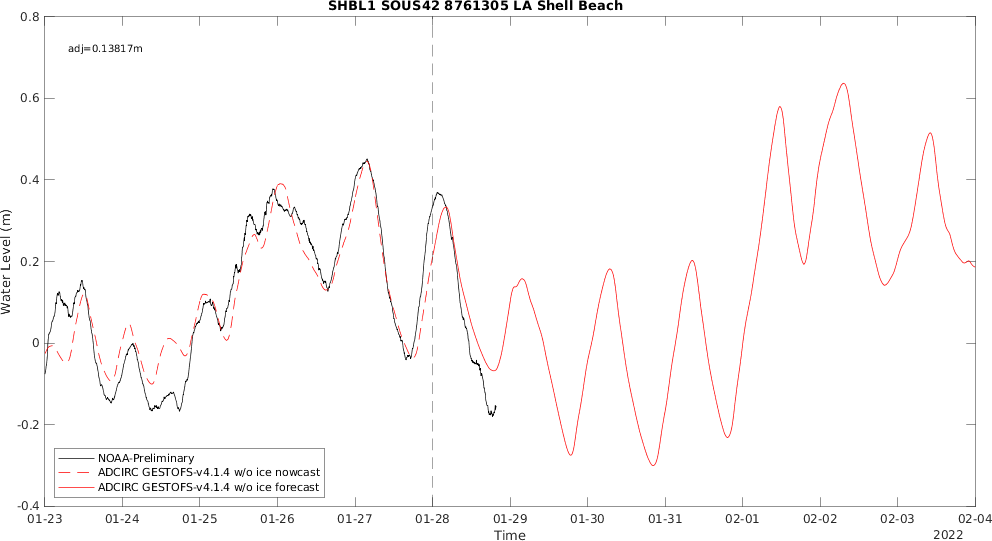 SHBL1 SOUS42 8761305 LA Shell Beach
adj=0.13817m
Water Level (m)
0.8
0.6
0.4
0.2
0
-0.2
-0.4
NOAA-Preliminary
ADCIRC GESTOFS-v4.1.4 w/o ice nowcast
ADCIRC GESTOFS-v4.1.4 w/o ice forecast
01-23 01-24 01-25 01-26 01-27 01-28 01-29 01-30 01-31 02-01 02-02 02-03 02-04
Time
2022